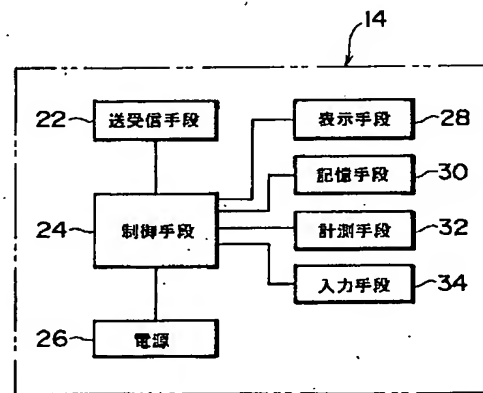 14
22 送受信手段
24 制御手段
26 電源
表示手段 28
記憶手段 30
計測手段 32
入力手段 34